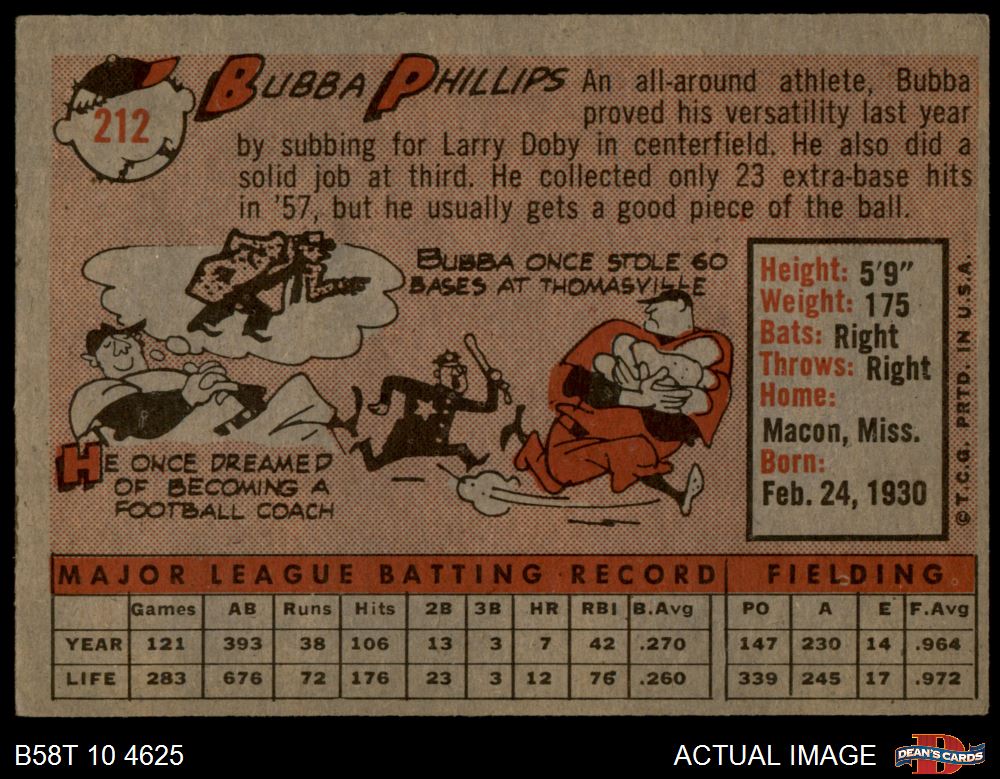 212
BUBBA PHILLIPS An all-around athlete, Bubba
proved his versatility last year
by subbing for Larry Doby in centerfield. He also did a
solid job at third. He collected only 23 extra-base hits
in '57, but he usually gets a good piece of the ball.
BUBBA ONCE STOLE 60
BASES AT THOMASVILLE
HE ONCE DREAMED
OF BECOMING A
FOOTBALL COACH
Height: 5'9"
Weight: 175
Bats: Right
Throws: Right
Home:
Macon, Miss.
Born:
Feb. 24, 1930
©T.C.G. PRTD. IN U.S.A.
MAJOR LEAGUE BATTING RECORD FIELDING
Games AB Runs Hits 2B 3B HR RBI B.Avg PO A E F.Avg
YEAR 121 393 38 106 13 3 7 42 .270 147 230 14 .964
LIFE 283 676 72 176 23 3 12 76 .260 339 245 17 .972
B58T 10 4625
ACTUAL IMAGE
D
DEAN'S CARDS